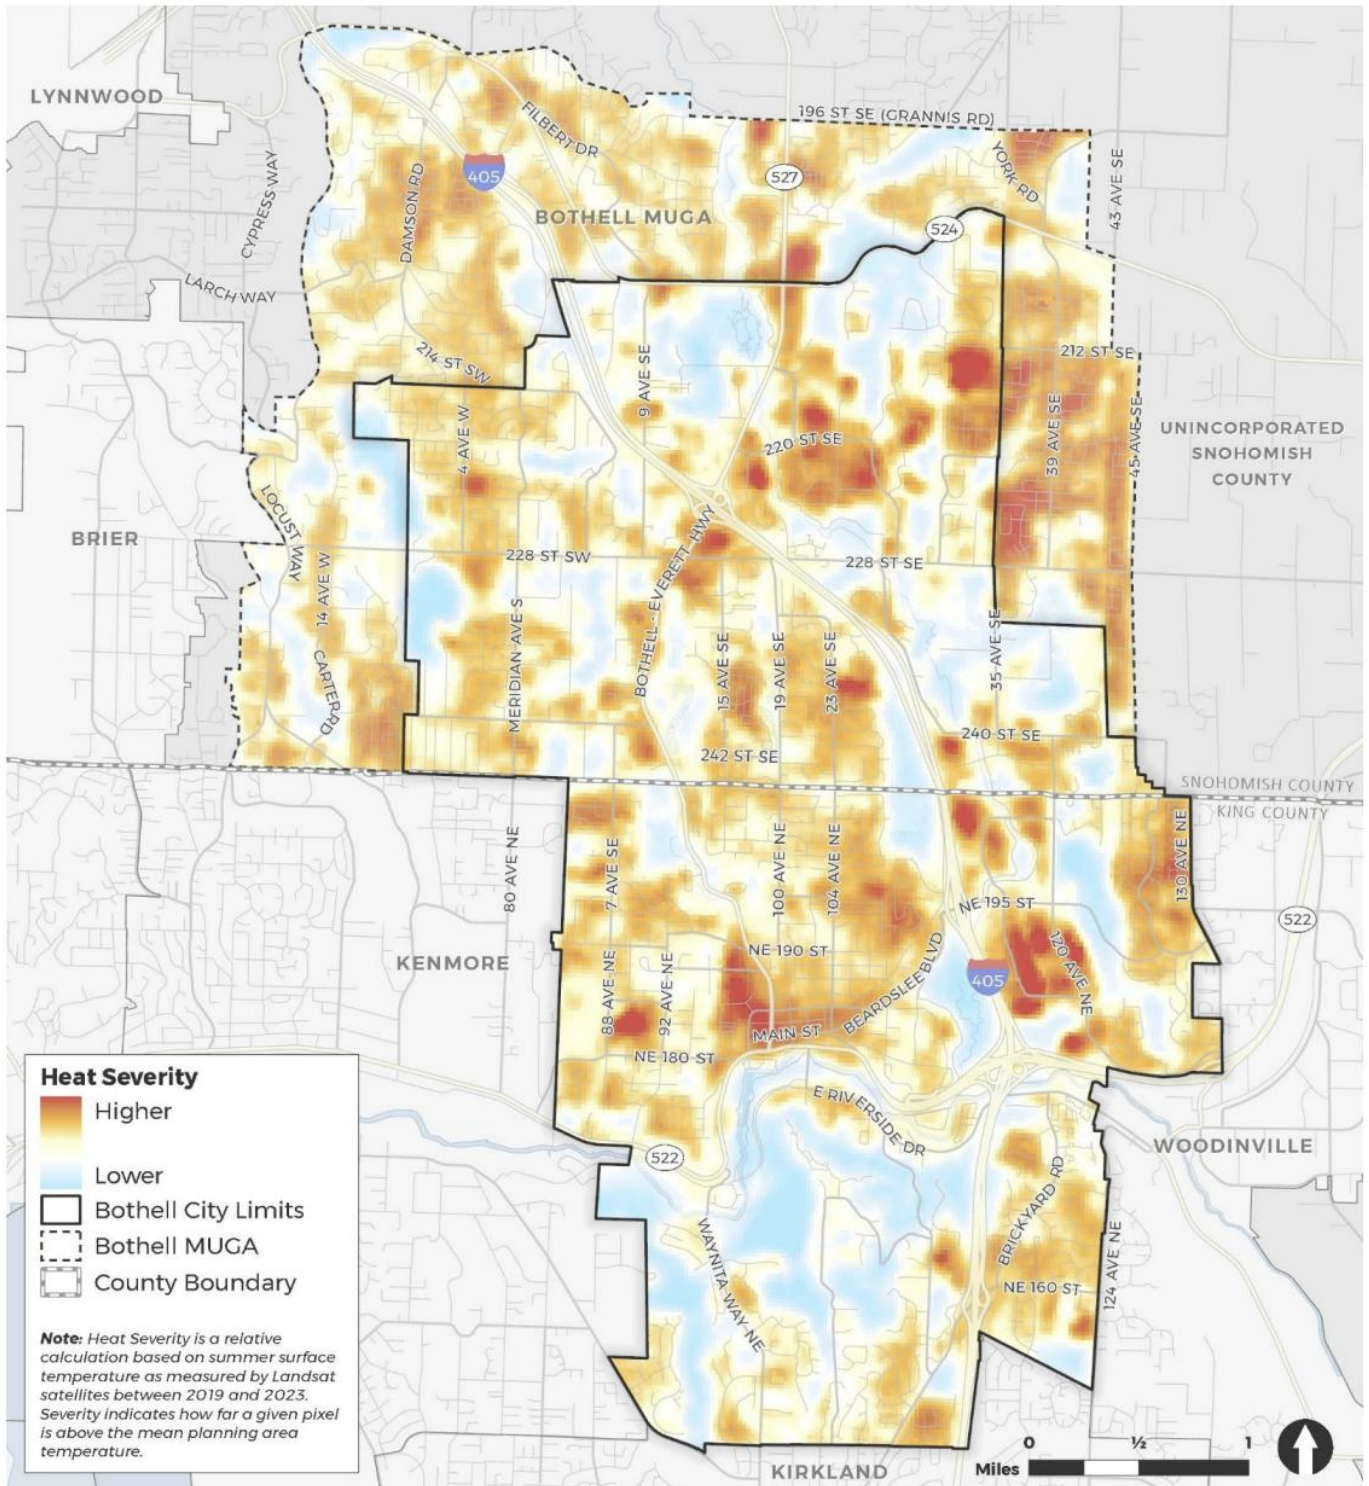 LYNNWOOD
196 ST SE (GRANNIS RD)
FILBERT DR
CYPRESS WAY
DAMSON RD
405
527
YORK RD
43 AVE SE
BOTHELL MUGA
524
LARCH WAY
214 ST SW
9 AVE SE
212 ST SE
4 AVE W
220 ST SE
39 AVE SE
45 AVE SE
UNINCORPORATED
SNOHOMISH
COUNTY
BRIER
LOCUST WAY
14 AVE W
228 ST SW
BOTHELL - EVERETT HWY
228 ST SE
MERIDIAN AVE S
CARTER RD
15 AVE SE
19 AVE SE
23 AVE SE
35 AVE SE
242 ST SE
240 ST SE
SNOHOMISH COUNTY
KING COUNTY
80 AVE NE
7 AVE SE
100 AVE NE
104 AVE NE
130 AVE NE
NE 195 ST
522
KENMORE
NE 190 ST
88 AVE NE
92 AVE NE
BEARDSLEE BLVD
405
120 AVE NE
MAIN ST
NE 180 ST
E RIVERSIDE DR
522
WOODINVILLE
BRICKYARD RD
WAYNITA WAY NE
NE 160 ST
124 AVE NE
KIRKLAND
Heat Severity
Higher
Lower
Bothell City Limits
Bothell MUGA
County Boundary
Note: Heat Severity is a relative
calculation based on summer surface
temperature as measured by Landsat
satellites between 2019 and 2023.
Severity indicates how far a given pixel
is above the mean planning area
temperature.
0 ½ 1
Miles